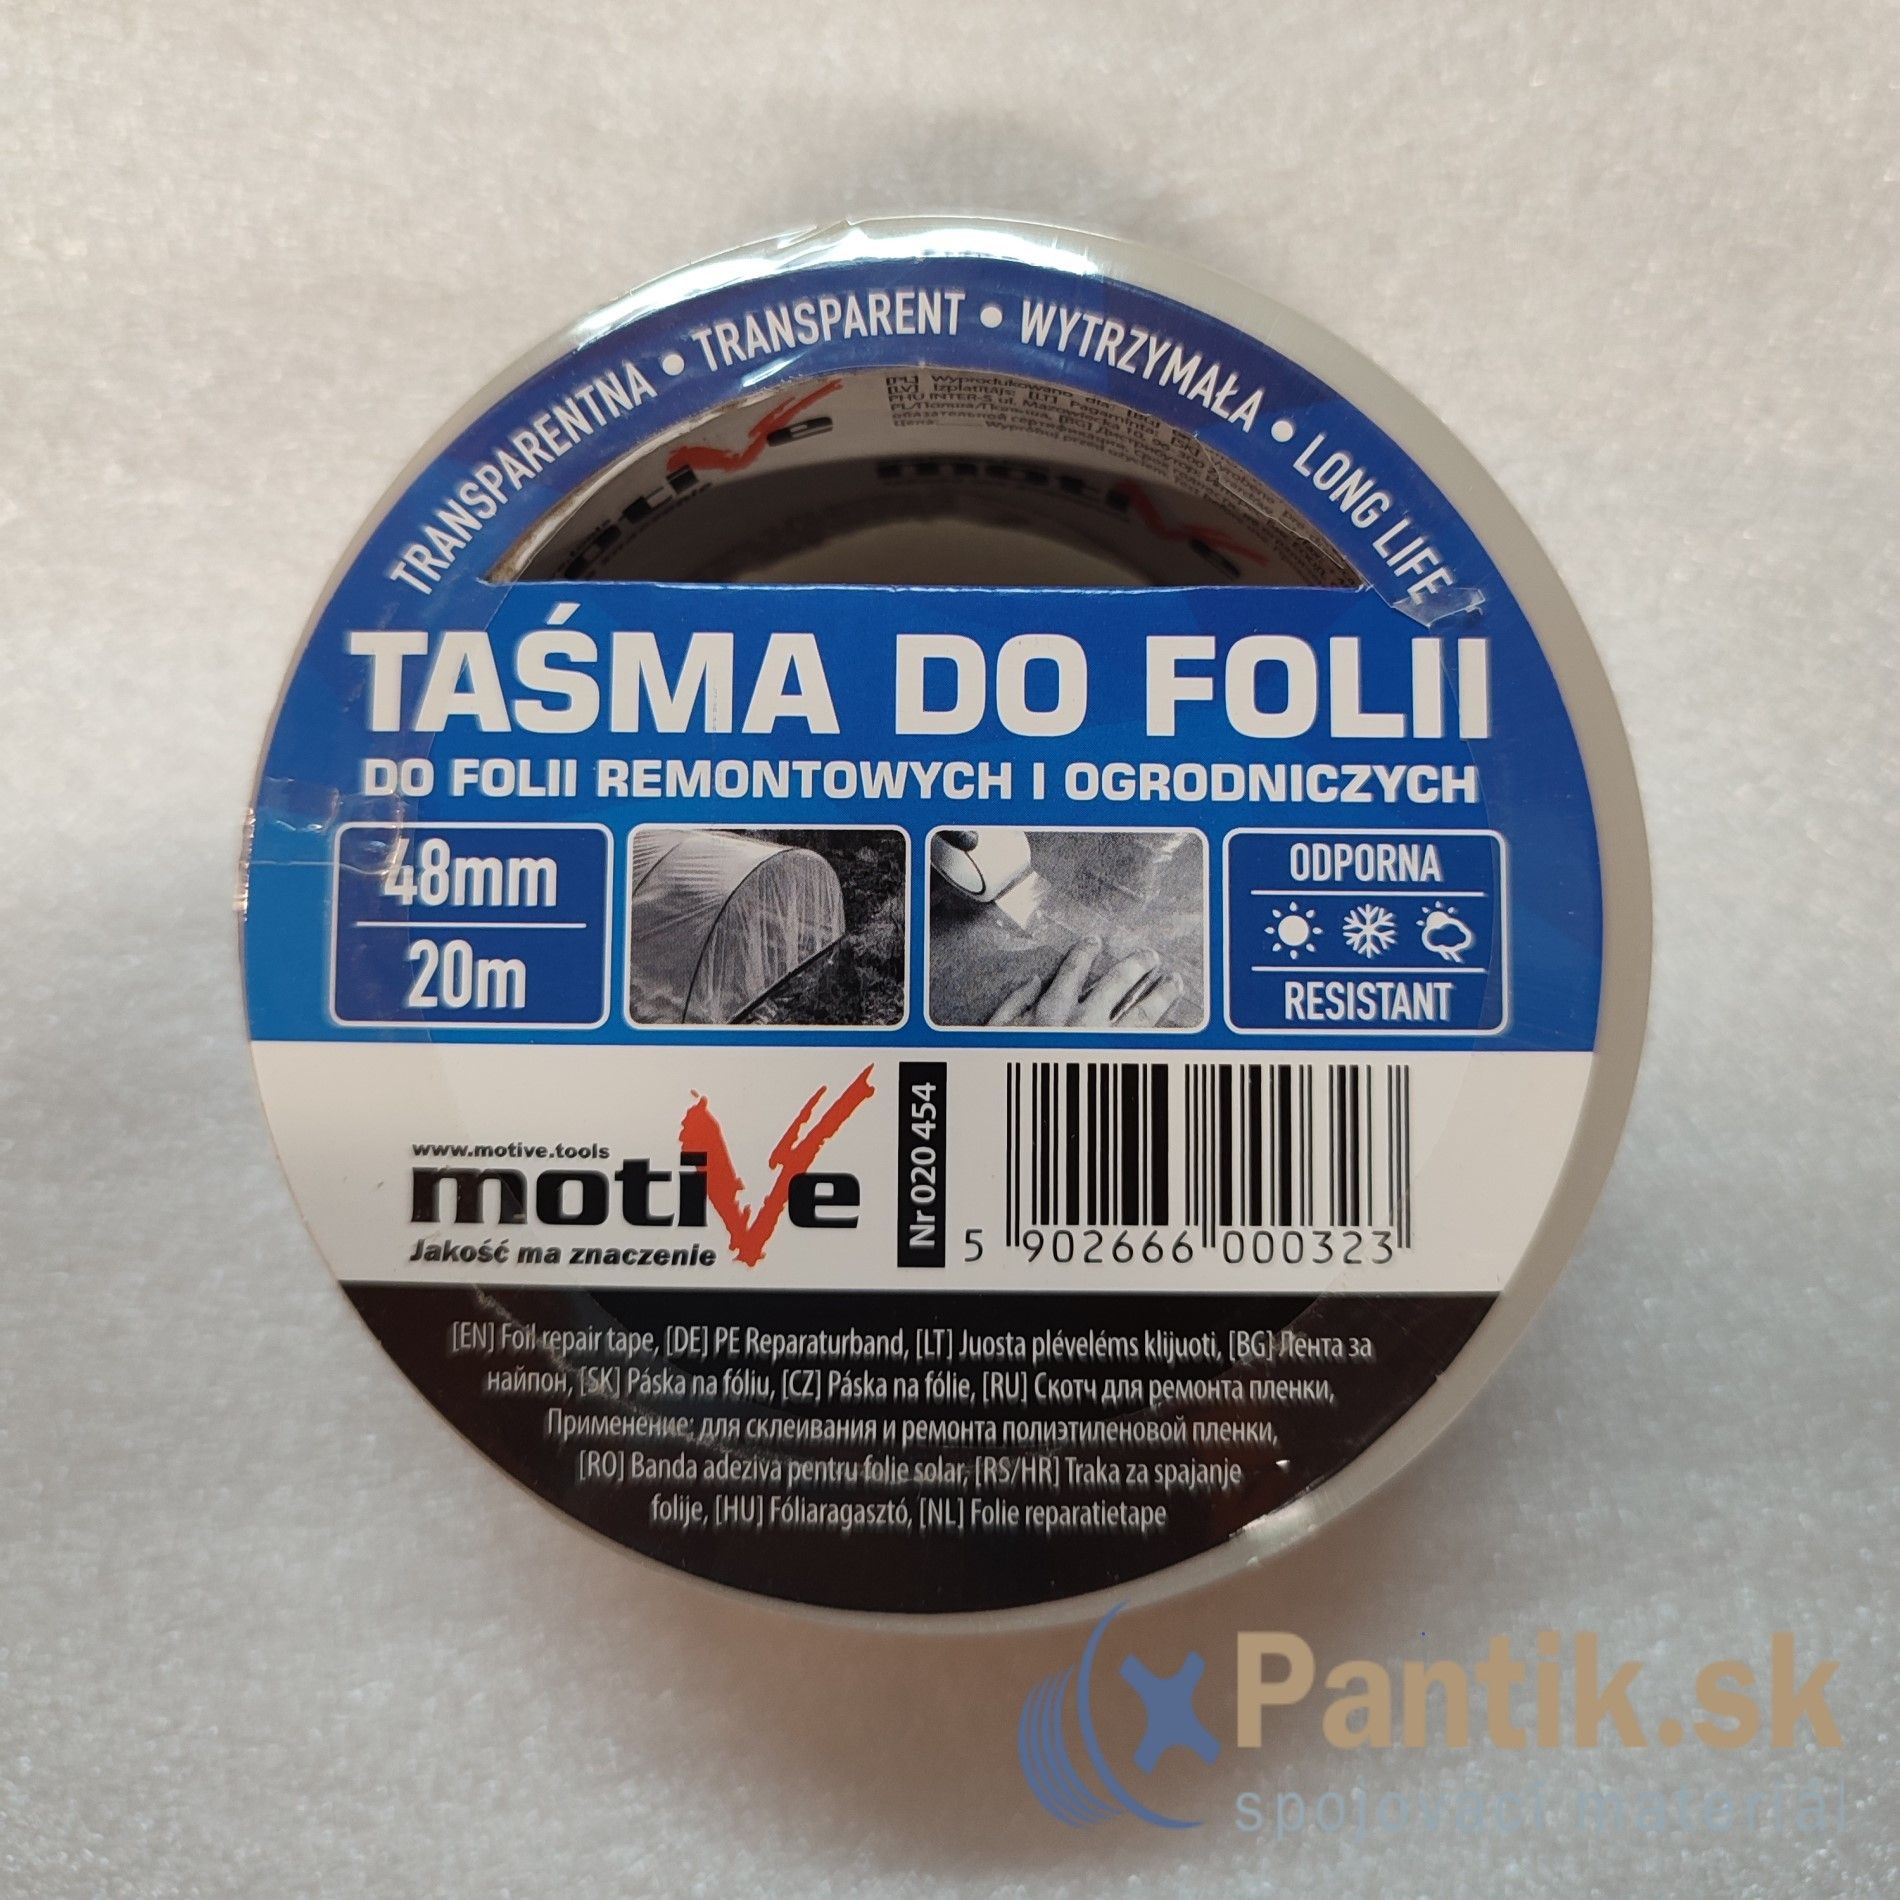 TRANSPARENTNA • TRANSPARENT • WYTRZYMAŁA • LONG LIFE
motive
motive
TAŚMA DO FOLII
DO FOLII REMONTOWYCH I OGRODNICZYCH
48mm
20m
ODPORNA
RESISTANT
www.motive.tools
motive
Jakość ma znaczenie
Nr 020 454
5 902666 000323
[EN] Foil repair tape, [DE] PE Reparaturband, [LT] Juosta plévelémsklijuoti, [BG] Лента за
найпон, [SK] Páska na fóliu, [CZ] Páska na fólie, [RU] Скотч для ремонта пленки,
Применение: для склеивания и ремонта полиэтиленовой пленки,
[RO] Banda adeziva pentru folie solar, [RS/HR] Traka za spajanje
folije, [HU] Fóliaragasztó, [NL] Folie reparatietape
Pantik.sk
spojovací materiál